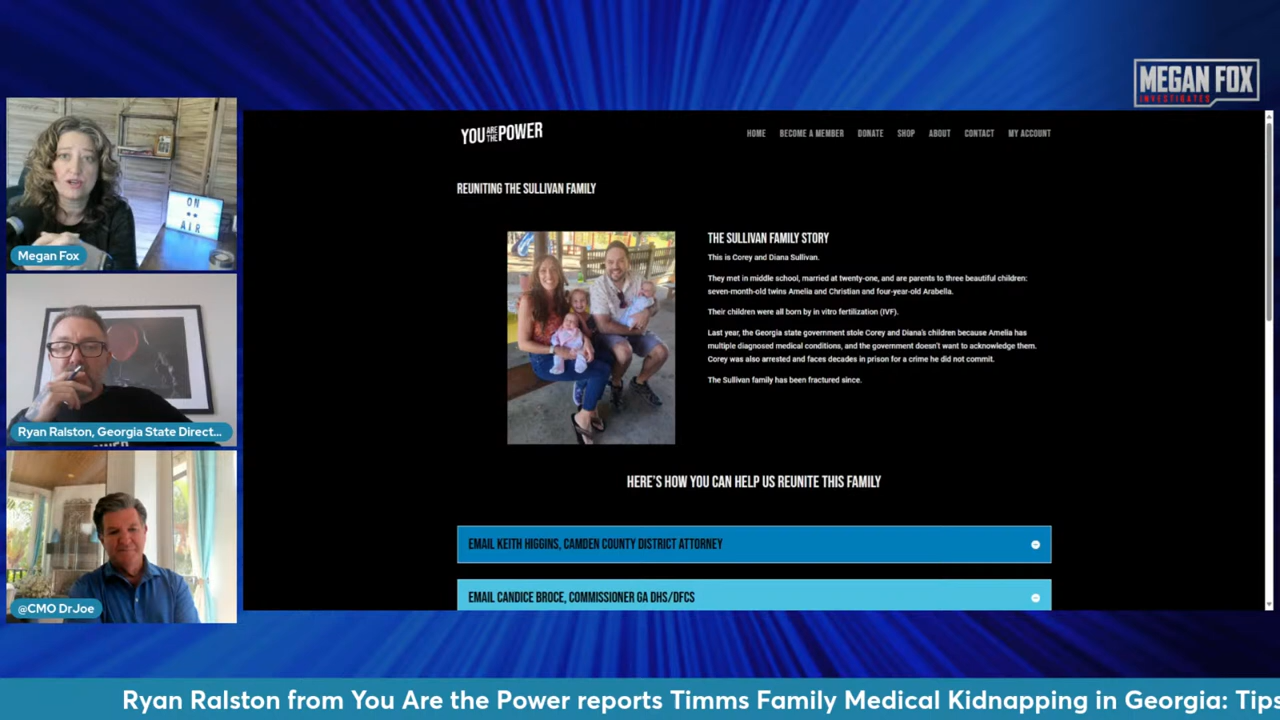 MEGAN FOX
INVESTIGATES
ON
AIR
Megan Fox
Ryan Ralston, Georgia State Direct...
@CMO DrJoe
YOU ARE THE POWER
HOME BECOME A MEMBER DONATE SHOP ABOUT CONTACT MY ACCOUNT
REUNITING THE SULLIVAN FAMILY
THE SULLIVAN FAMILY STORY
This is Corey and Diana Sullivan.
They met in middle school, married at twenty-one, and are parents to three beautiful children:
seven-month-old twins Amelia and Christian and four-year-old Arabella.
Their children were all born by in vitro fertilization (IVF).
Last year, the Georgia state government stole Corey and Diana's children because Amelia has
multiple diagnosed medical conditions, and the government doesn't want to acknowledge them.
Corey was also arrested and faces decades in prison for a crime he did not commit.
The Sullivan family has been fractured since.
HERE'S HOW YOU CAN HELP US REUNITE THIS FAMILY
EMAIL KEITH HIGGINS, CAMDEN COUNTY DISTRICT ATTORNEY
EMAIL CANDICE BROCE, COMMISSIONER GA DHS/DFCS
Ryan Ralston from You Are the Power reports Timms Family Medical Kidnapping in Georgia: Tips